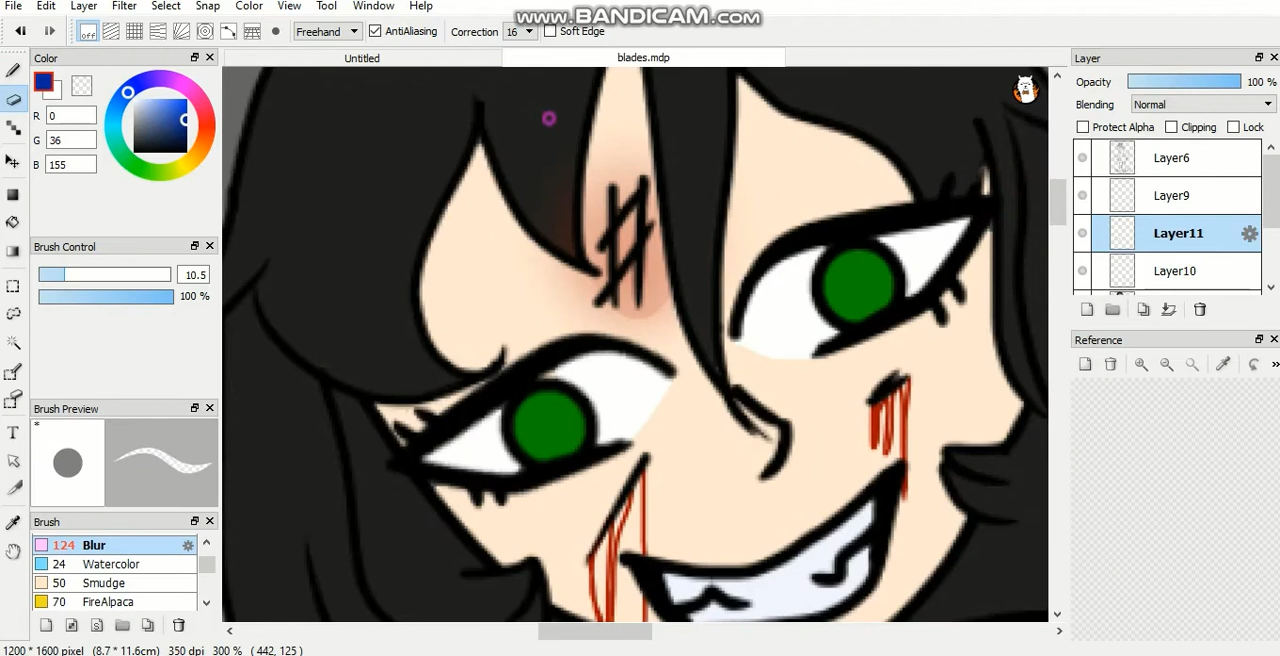 www.BANDICAM.com
File Edit Layer Filter Select Snap Color View Tool Window Help
off Freehand AntiAliasing Correction 16 Soft Edge
Color
Untitled
blades.mdp
Layer
R 0
G 36
B 155
Opacity 100 %
Blending Normal
Protect Alpha Clipping Lock
Layer6
Layer9
Layer11
Layer10
Brush Control
10.5
100 %
Reference
Brush Preview
*
Brush
124 Blur
24 Watercolor
50 Smudge
70 FireAlpaca
1200 * 1600 pixel (8.7 * 11.6cm) 350 dpi 300 % ( 442, 125 )